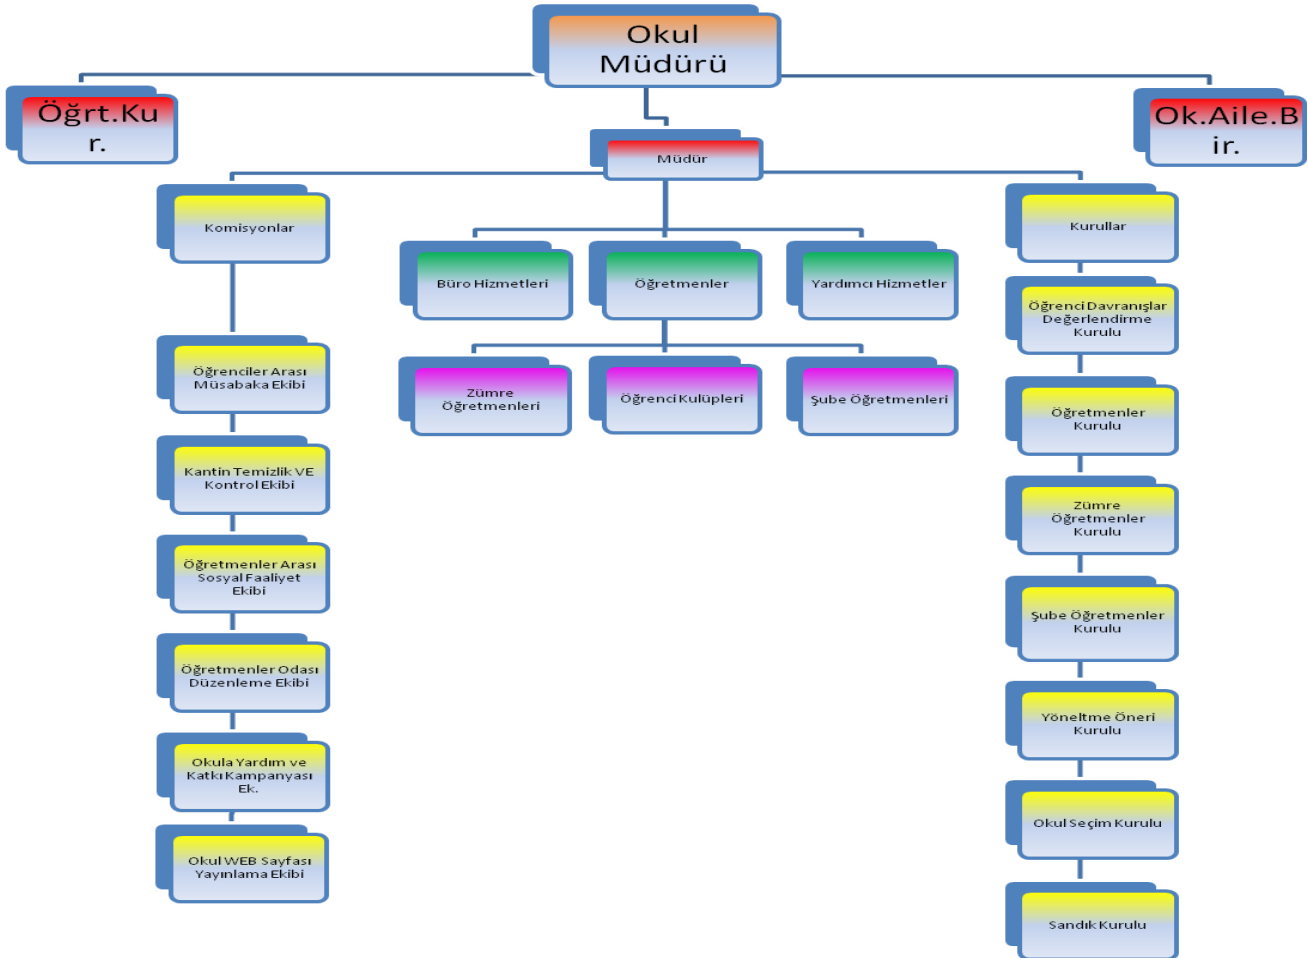 Okul
Müdürü
Öğrt.Ku
r.
Ok.Aile.B
ir.
Müdür
Komisyonlar
Kurullar
Büro Hizmetleri
Öğretmenler
Yardımcı Hizmetler
Zümre
Öğretmenleri
Öğrenci Kulüpleri
Şube Öğretmenleri
Öğrenciler Arası
Müsabaka Ekibi
Kantin Temizlik VE
Kontrol Ekibi
Öğretmenler Arası
Sosyal Faaliyet
Ekibi
Öğretmenler Odası
Düzenleme Ekibi
Okula Yardım ve
Katkı Kampanyası
Ek.
Okul WEB Sayfası
Yayınlama Ekibi
Öğrenci Davranışlar
Değerlendirme
Kurulu
Öğretmenler
Kurulu
Zümre
Öğretmenler
Kurulu
Şube Öğretmenler
Kurulu
Yöneltme Öneri
Kurulu
Okul Seçim Kurulu
Sandık Kurulu